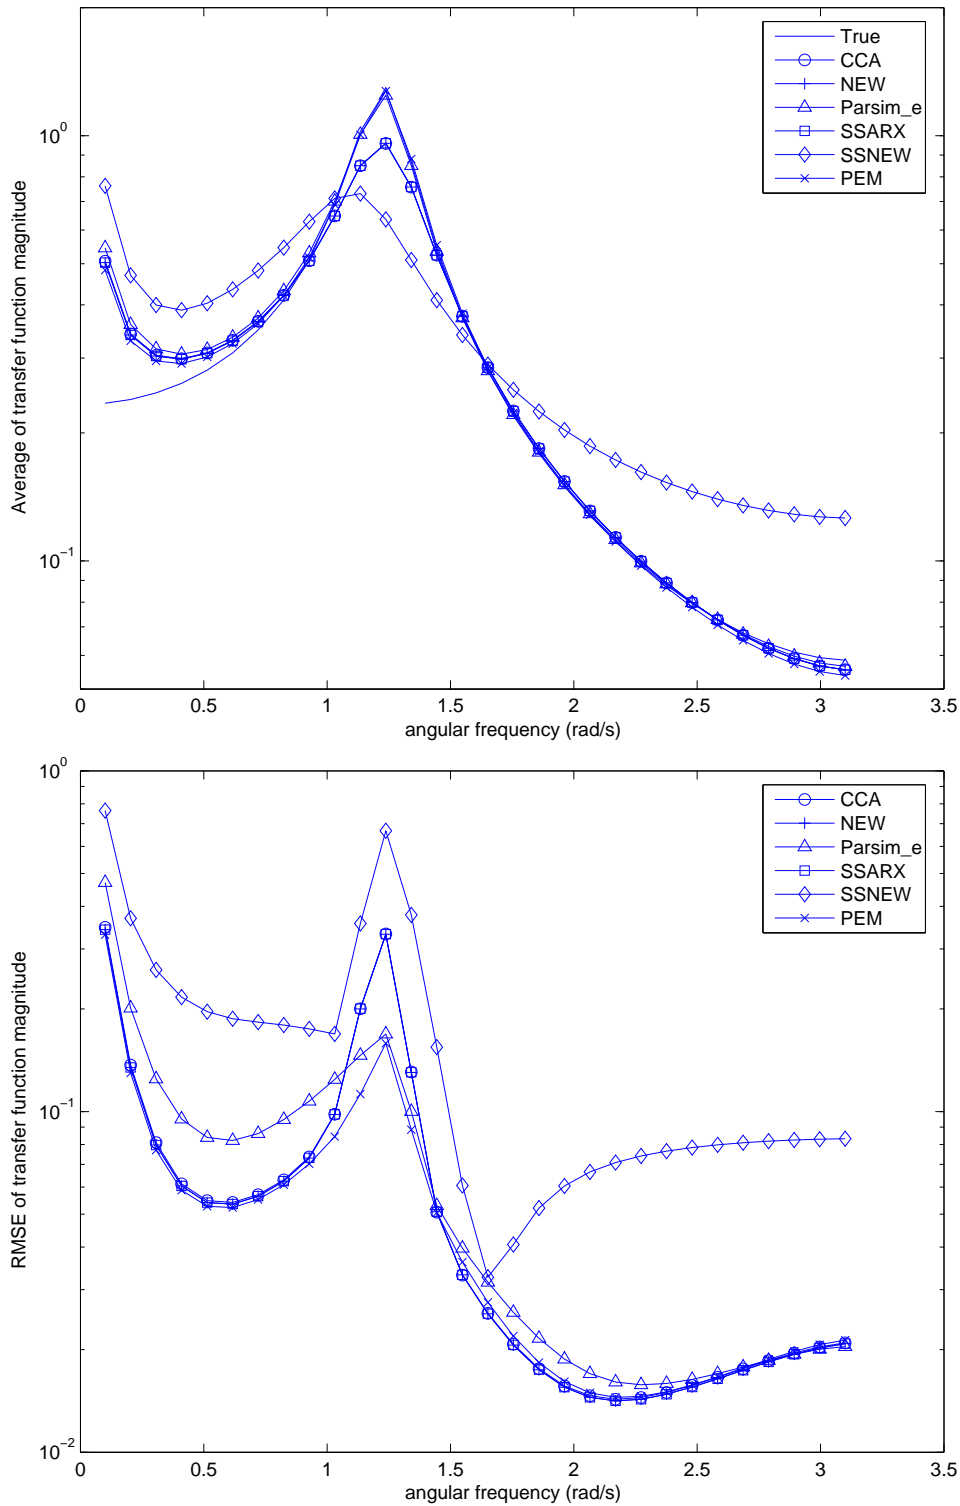 True
CCA
NEW
Parsim_e
SSARX
SSNEW
PEM
10^0
10^-1
Average of transfer function magnitude
0 0.5 1 1.5 2 2.5 3 3.5
angular frequency (rad/s)
CCA
NEW
Parsim_e
SSARX
SSNEW
PEM
10^0
10^-1
10^-2
RMSE of transfer function magnitude
0 0.5 1 1.5 2 2.5 3 3.5
angular frequency (rad/s)